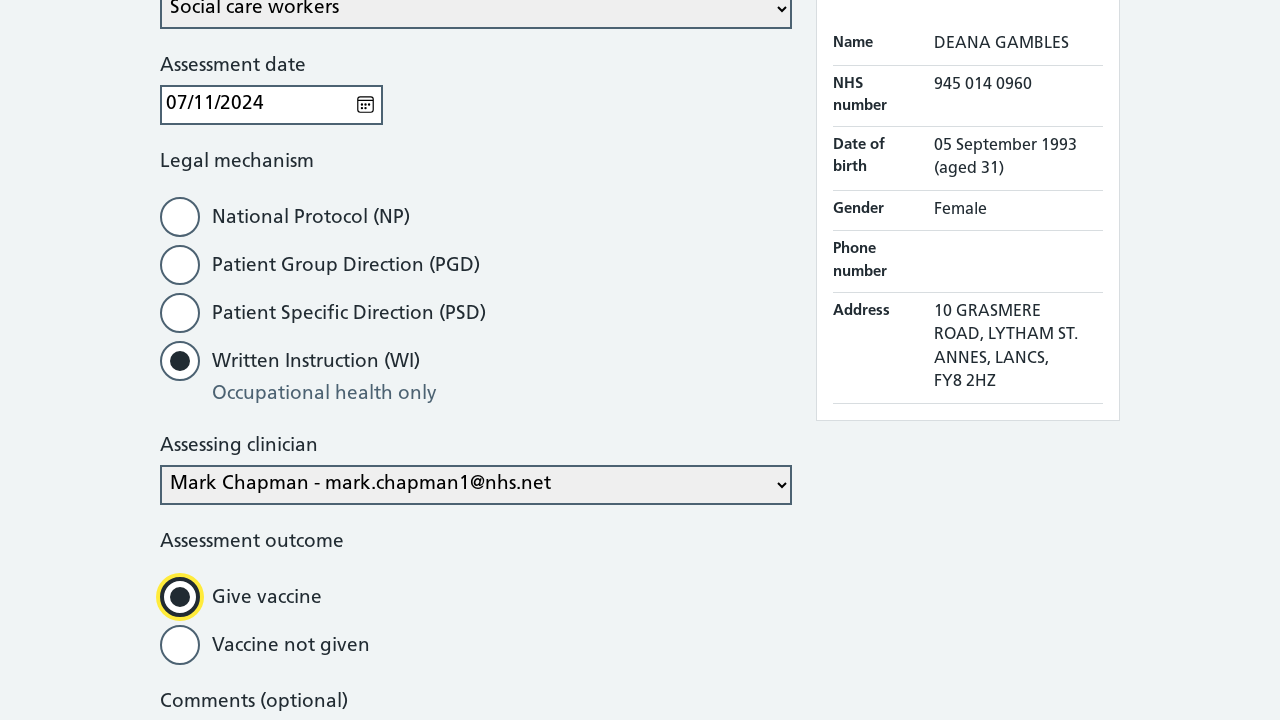 Social care workers
Assessment date
07/11/2024
Legal mechanism
National Protocol (NP)
Patient Group Direction (PGD)
Patient Specific Direction (PSD)
Written Instruction (WI)
Occupational health only
Assessing clinician
Mark Chapman - mark.chapman1@nhs.net
Assessment outcome
Give vaccine
Vaccine not given
Comments (optional)
Name DEANA GAMBLES
NHS 945 014 0960
number
Date of 05 September 1993
birth (aged 31)
Gender Female
Phone
number
Address 10 GRASMERE
ROAD, LYTHAM ST.
ANNES, LANCS,
FY8 2HZ